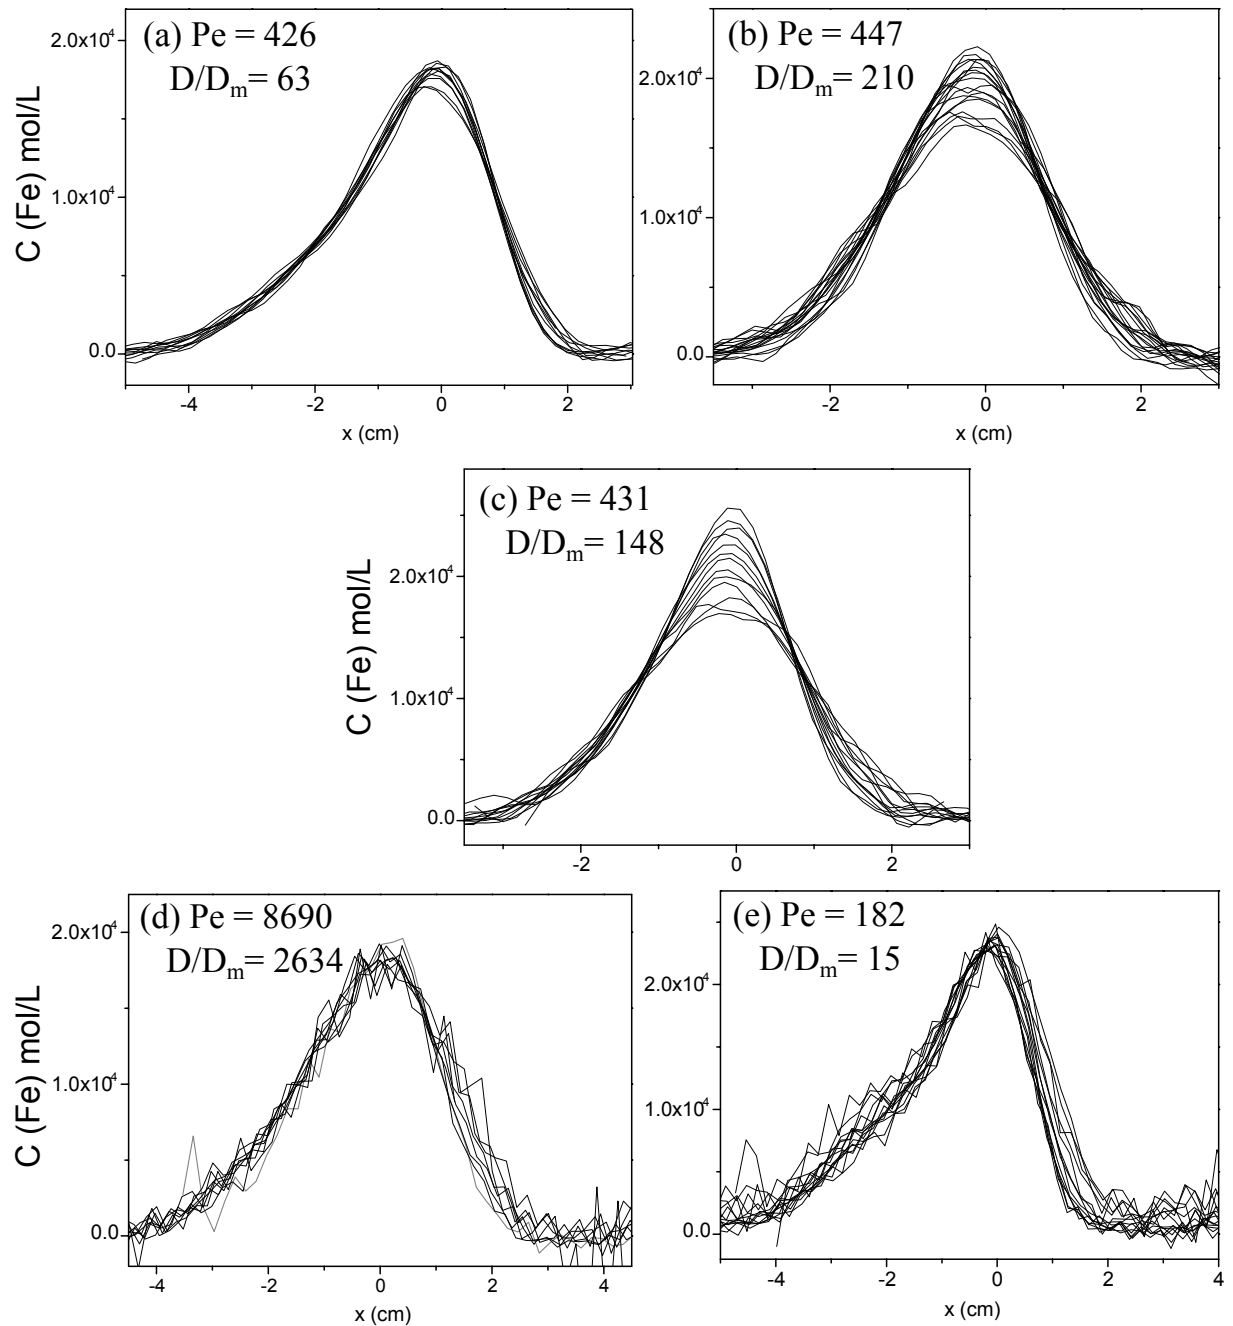 (a) Pe = 426
D/Dm= 63
2.0x10⁴
1.0x10⁴
0.0
C (Fe) mol/L
-4
-2
0
2
x (cm)
(b) Pe = 447
D/Dm= 210
2.0x10⁴
1.0x10⁴
0.0
-2
0
2
x (cm)
(c) Pe = 431
D/Dm= 148
2.0x10⁴
1.0x10⁴
0.0
C (Fe) mol/L
-2
0
2
(d) Pe = 8690
D/Dm= 2634
2.0x10⁴
1.0x10⁴
0.0
C (Fe) mol/L
-4
-2
0
2
4
x (cm)
(e) Pe = 182
D/Dm= 15
2.0x10⁴
1.0x10⁴
0.0
-4
-2
0
2
4
x (cm)